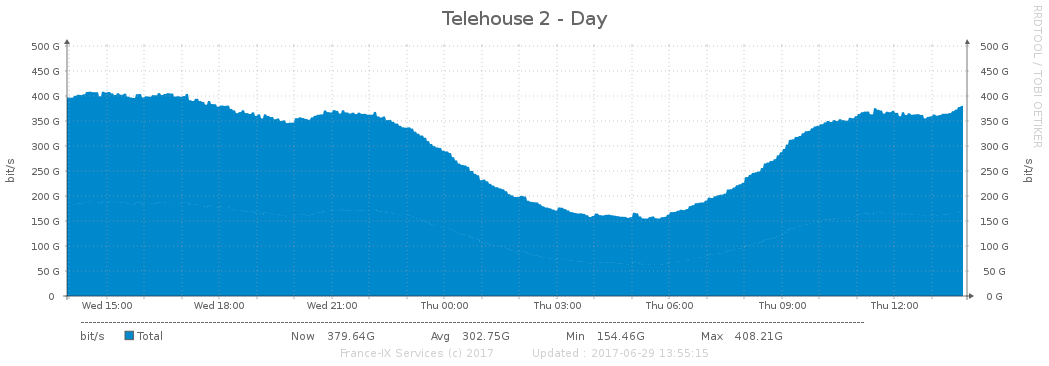 Telehouse 2 - Day
RRDTOOL / TOBI OETIKER
500 G 500 G
450 G 450 G
400 G 400 G
350 G 350 G
300 G 300 G
250 G 250 G
200 G 200 G
150 G 150 G
100 G 100 G
50 G 50 G
0 0 G
bit/s
bit/s
Wed 15:00 Wed 18:00 Wed 21:00 Thu 00:00 Thu 03:00 Thu 06:00 Thu 09:00 Thu 12:00
bit/s Total Now 379.64G Avg 302.75G Min 154.46G Max 408.21G
France-IX Services (c) 2017 Updated : 2017-06-29 13:55:15